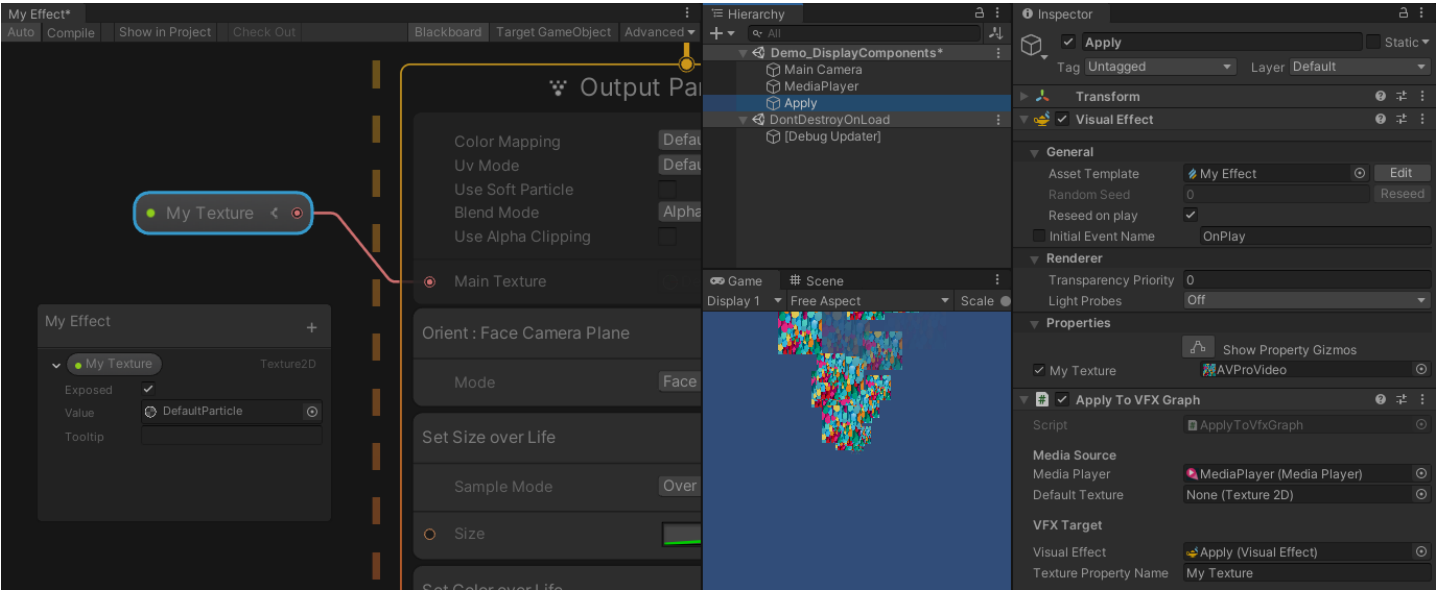 My Effect*
Auto Compile Show in Project Check Out Blackboard Target GameObject Advanced
Output
Color Mapping
Uv Mode
Use Soft Particle
Blend Mode Alpha
Use Alpha Clipping
My Texture
Main Texture
My Effect +
My Texture Texture2D
Exposed
Value DefaultParticle
Tooltip
Orient : Face Camera Plane
Mode Face
Set Size over Life
Sample Mode Over
Size
Set Color over Life
Hierarchy
All
Demo_DisplayComponents*
Main Camera
MediaPlayer
Apply
DontDestroyOnLoad
[Debug Updater]
Game Scene
Display 1 Free Aspect Scale
Inspector
Apply Static
Tag Untagged Layer Default
Transform
Visual Effect
General
Asset Template My Effect Edit
Random Seed 0 Reseed
Reseed on play
Initial Event Name OnPlay
Renderer
Transparency Priority 0
Light Probes Off
Properties
Show Property Gizmos
My Texture AVProVideo
# Apply To VFX Graph
Script ApplyToVfxGraph
Media Source
Media Player MediaPlayer (Media Player)
Default Texture None (Texture 2D)
VFX Target
Visual Effect Apply (Visual Effect)
Texture Property Name My Texture